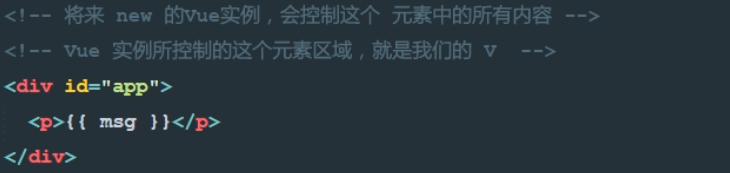 <!-- 将来 new 的Vue实例，会控制这个 元素中的所有内容 -->
<!-- Vue 实例所控制的这个元素区域，就是我们的 V  -->
<div id="app">
  <p>{{ msg }}</p>
</div>